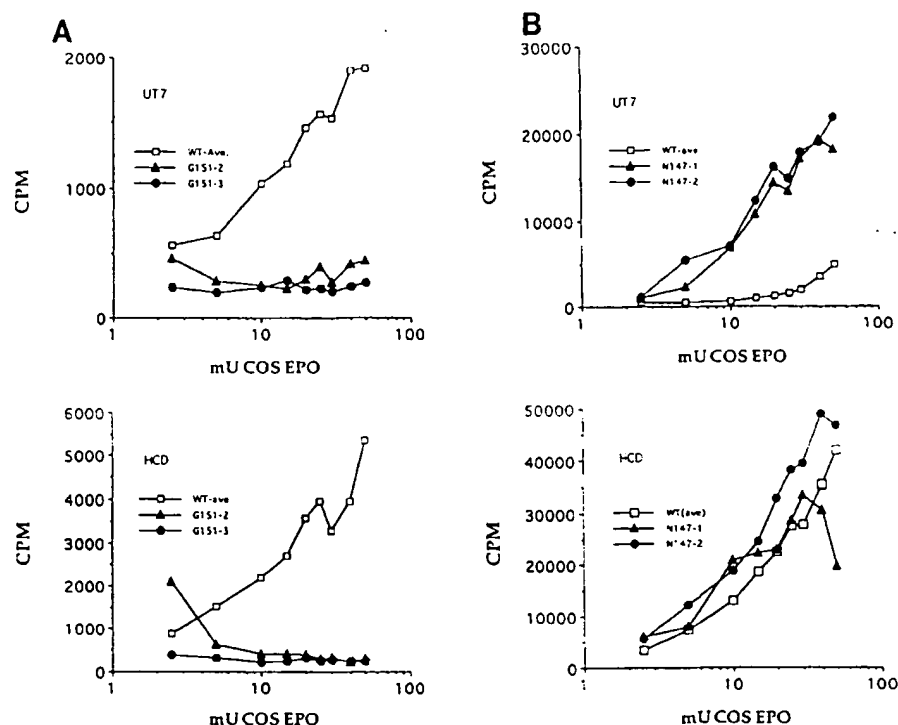 A
2000
1000
0
1
10
100
CPM
mU COS EPO
UT7
WT-Ave.
G151-2
G151-3
B
30000
20000
10000
0
1
10
100
CPM
mU COS EPO
UT7
WT-ave
N147-1
N147-2
6000
5000
4000
3000
2000
1000
0
1
10
100
CPM
mU COS EPO
HCD
WT-ave
G151-2
G151-3
50000
40000
30000
20000
10000
0
1
10
100
CPM
mU COS EPO
HCD
WT(ave)
N147-1
N'47-2